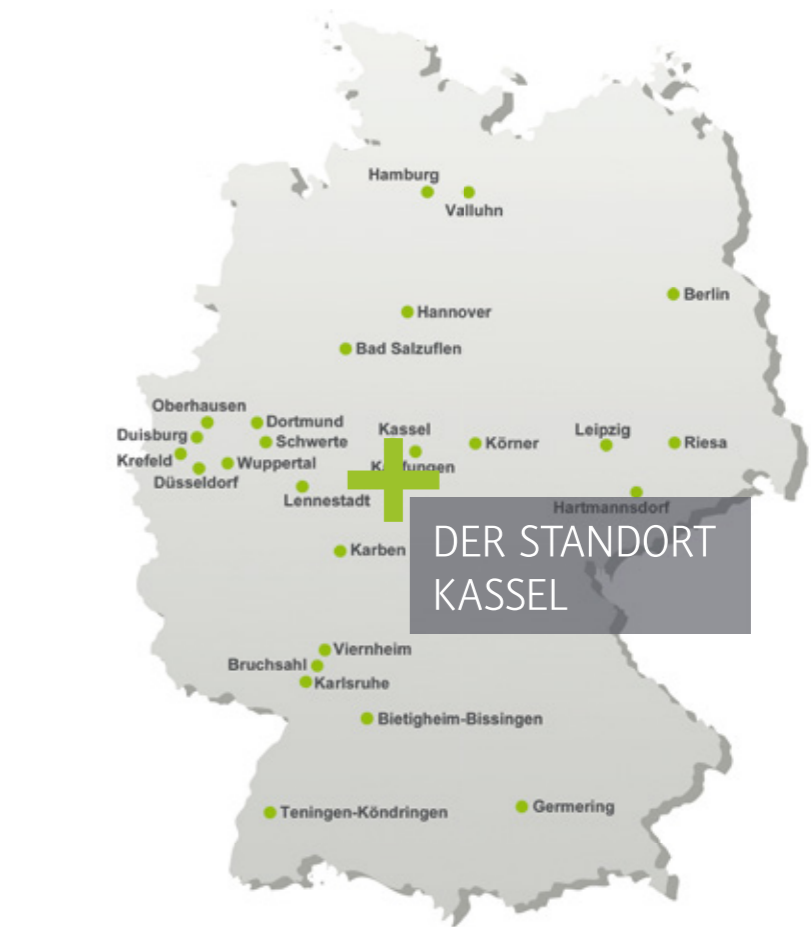 Hamburg
Valluhn
Berlin
Hannover
Bad Salzuflen
Oberhausen
Dortmund
Duisburg
Schwerte
Kassel
Körner
Leipzig
Riesa
Krefeld
Wuppertal
Düsseldorf
Lennestadt
Hartmannsdorf
DER STANDORT
KASSEL
Karben
Viernheim
Bruchsahl
Karlsruhe
Bietigheim-Bissingen
Teningen-Köndringen
Germering